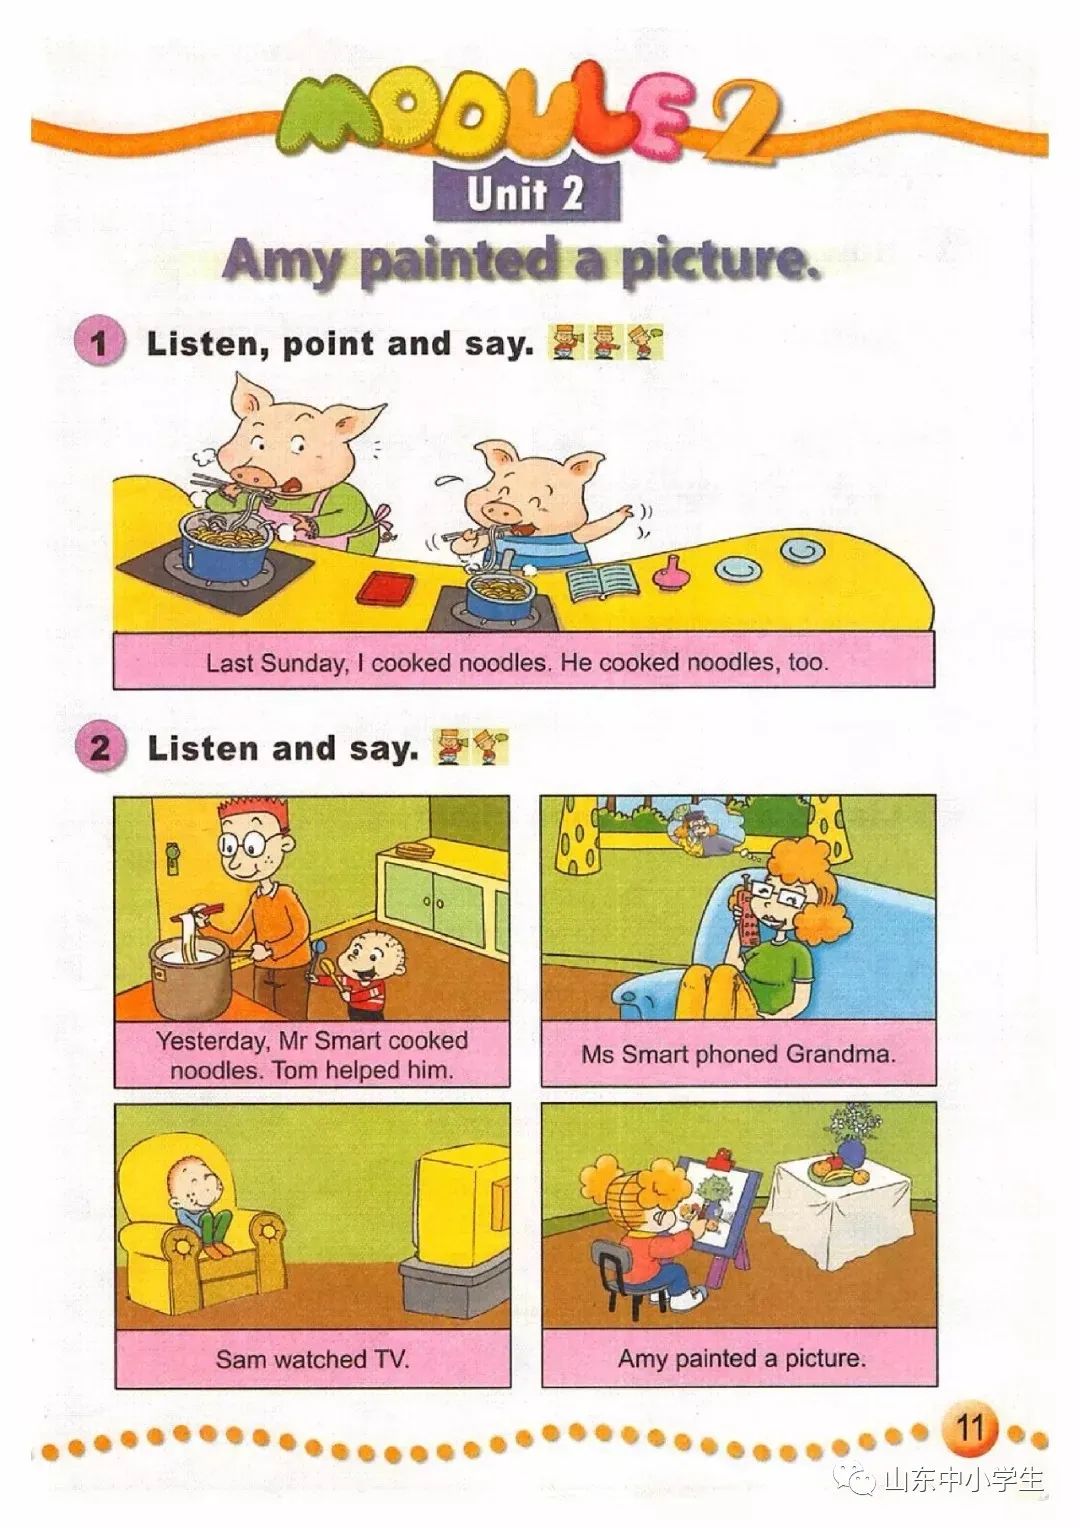 MODULE 2
Unit 2
Amy painted a picture.
1 Listen, point and say.
Last Sunday, I cooked noodles. He cooked noodles, too.
2 Listen and say.
Yesterday, Mr Smart cooked
noodles. Tom helped him.
Ms Smart phoned Grandma.
Sam watched TV.
Amy painted a picture.
11
山东中小学生